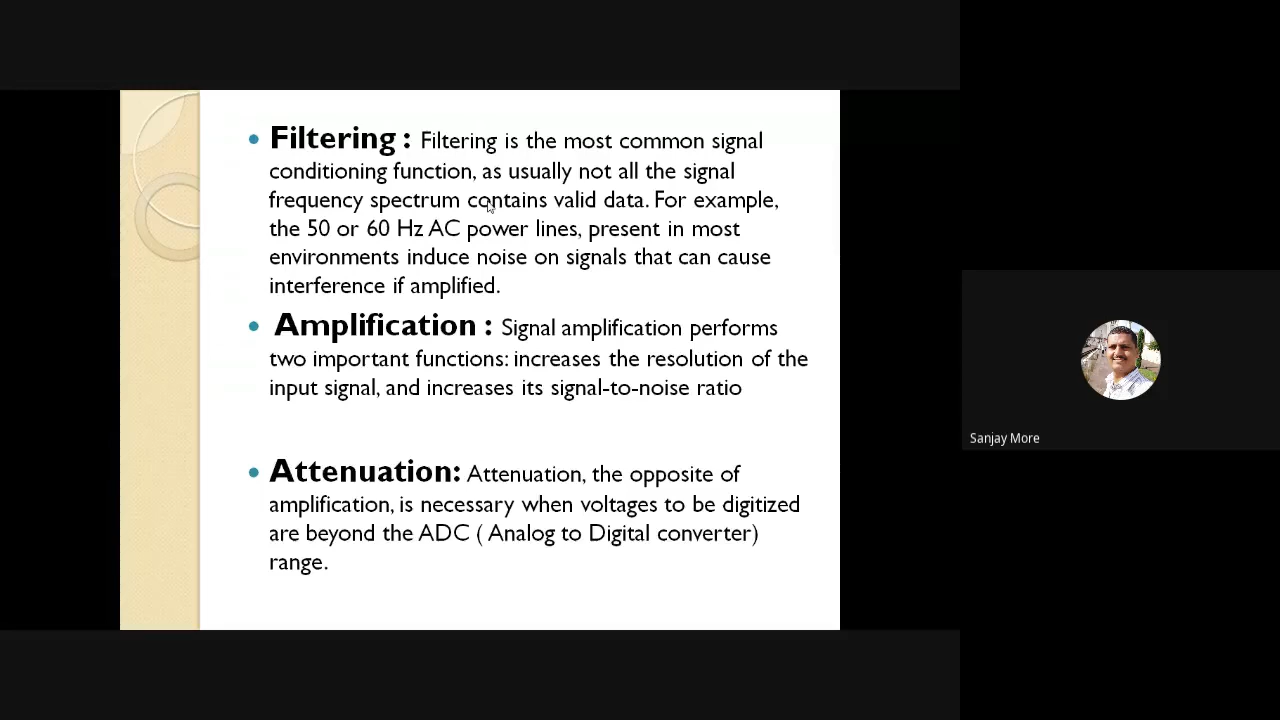 Filtering : Filtering is the most common signal
conditioning function, as usually not all the signal
frequency spectrum contains valid data. For example,
the 50 or 60 Hz AC power lines, present in most
environments induce noise on signals that can cause
interference if amplified.
Amplification : Signal amplification performs
two important functions: increases the resolution of the
input signal, and increases its signal-to-noise ratio
Attenuation: Attenuation, the opposite of
amplification, is necessary when voltages to be digitized
are beyond the ADC ( Analog to Digital converter)
range.
Sanjay More